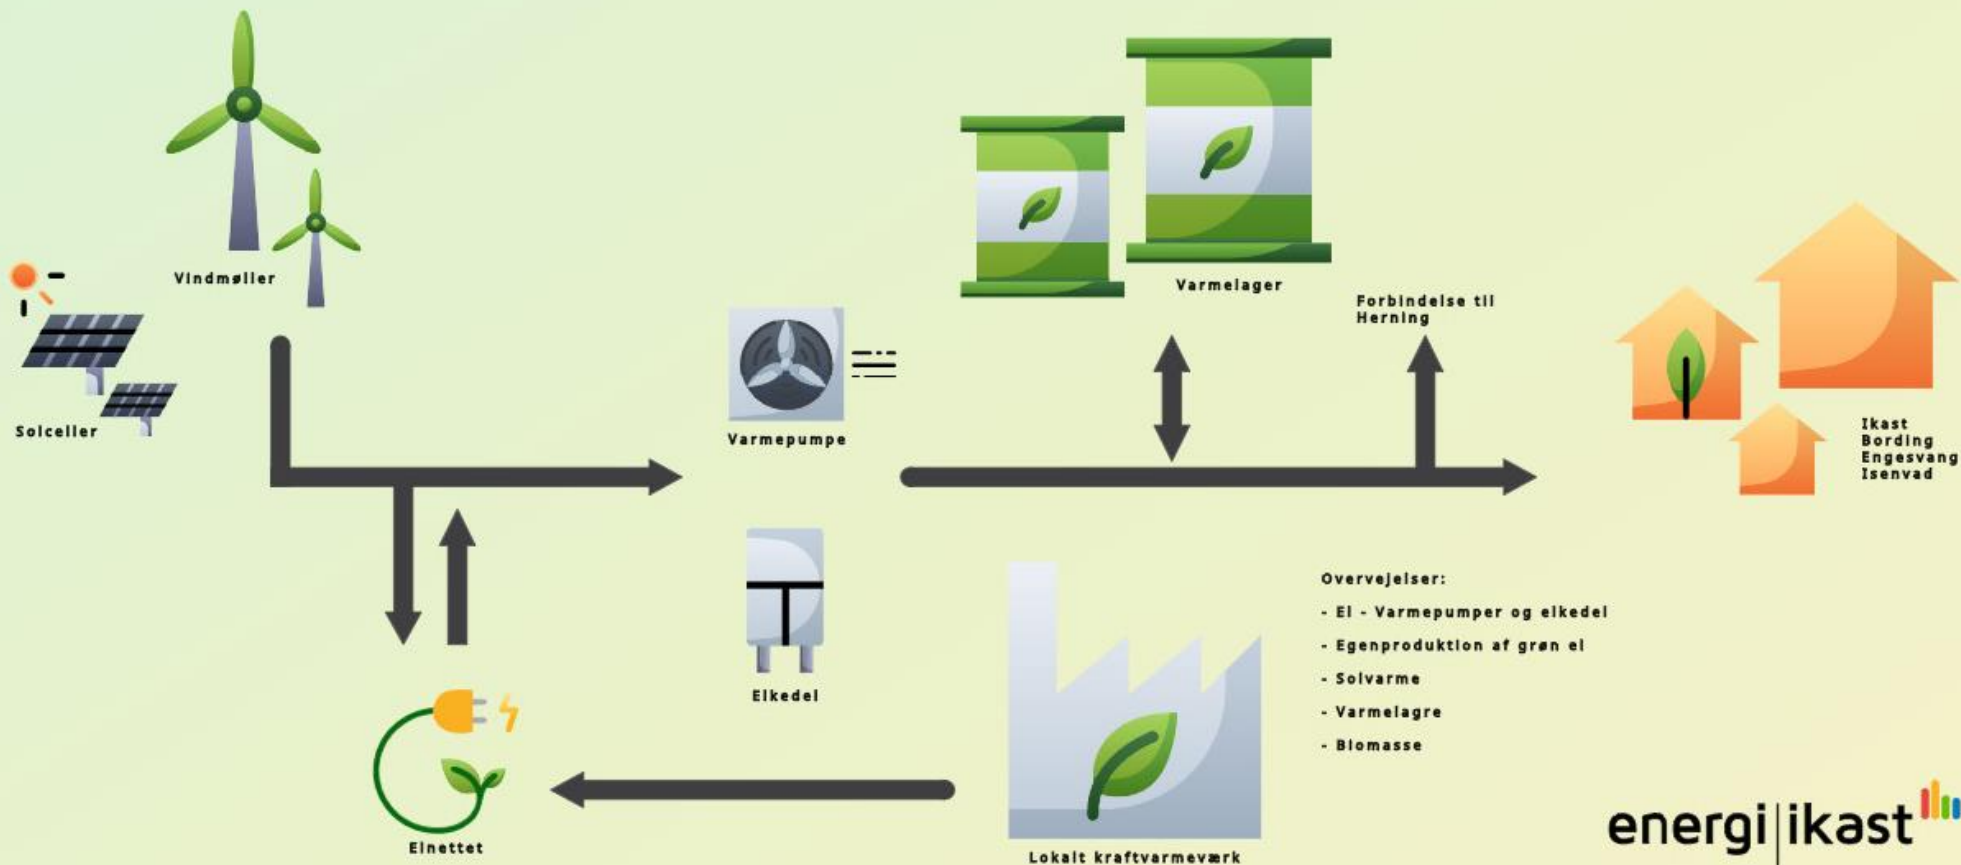 Vindmøller
Solceller
Varmepumpe
Varmelager
Forbindelse til
Herning
Ikast
Bording
Engesvang
Isenvad
Elkedel
Elnettet
Lokalt kraftvarmeværk
Overvejelser:
- El - Varmepumper og elkedel
- Egenproduktion af grøn el
- Solvarme
- Varmelagre
- Biomasse
energi|ikast